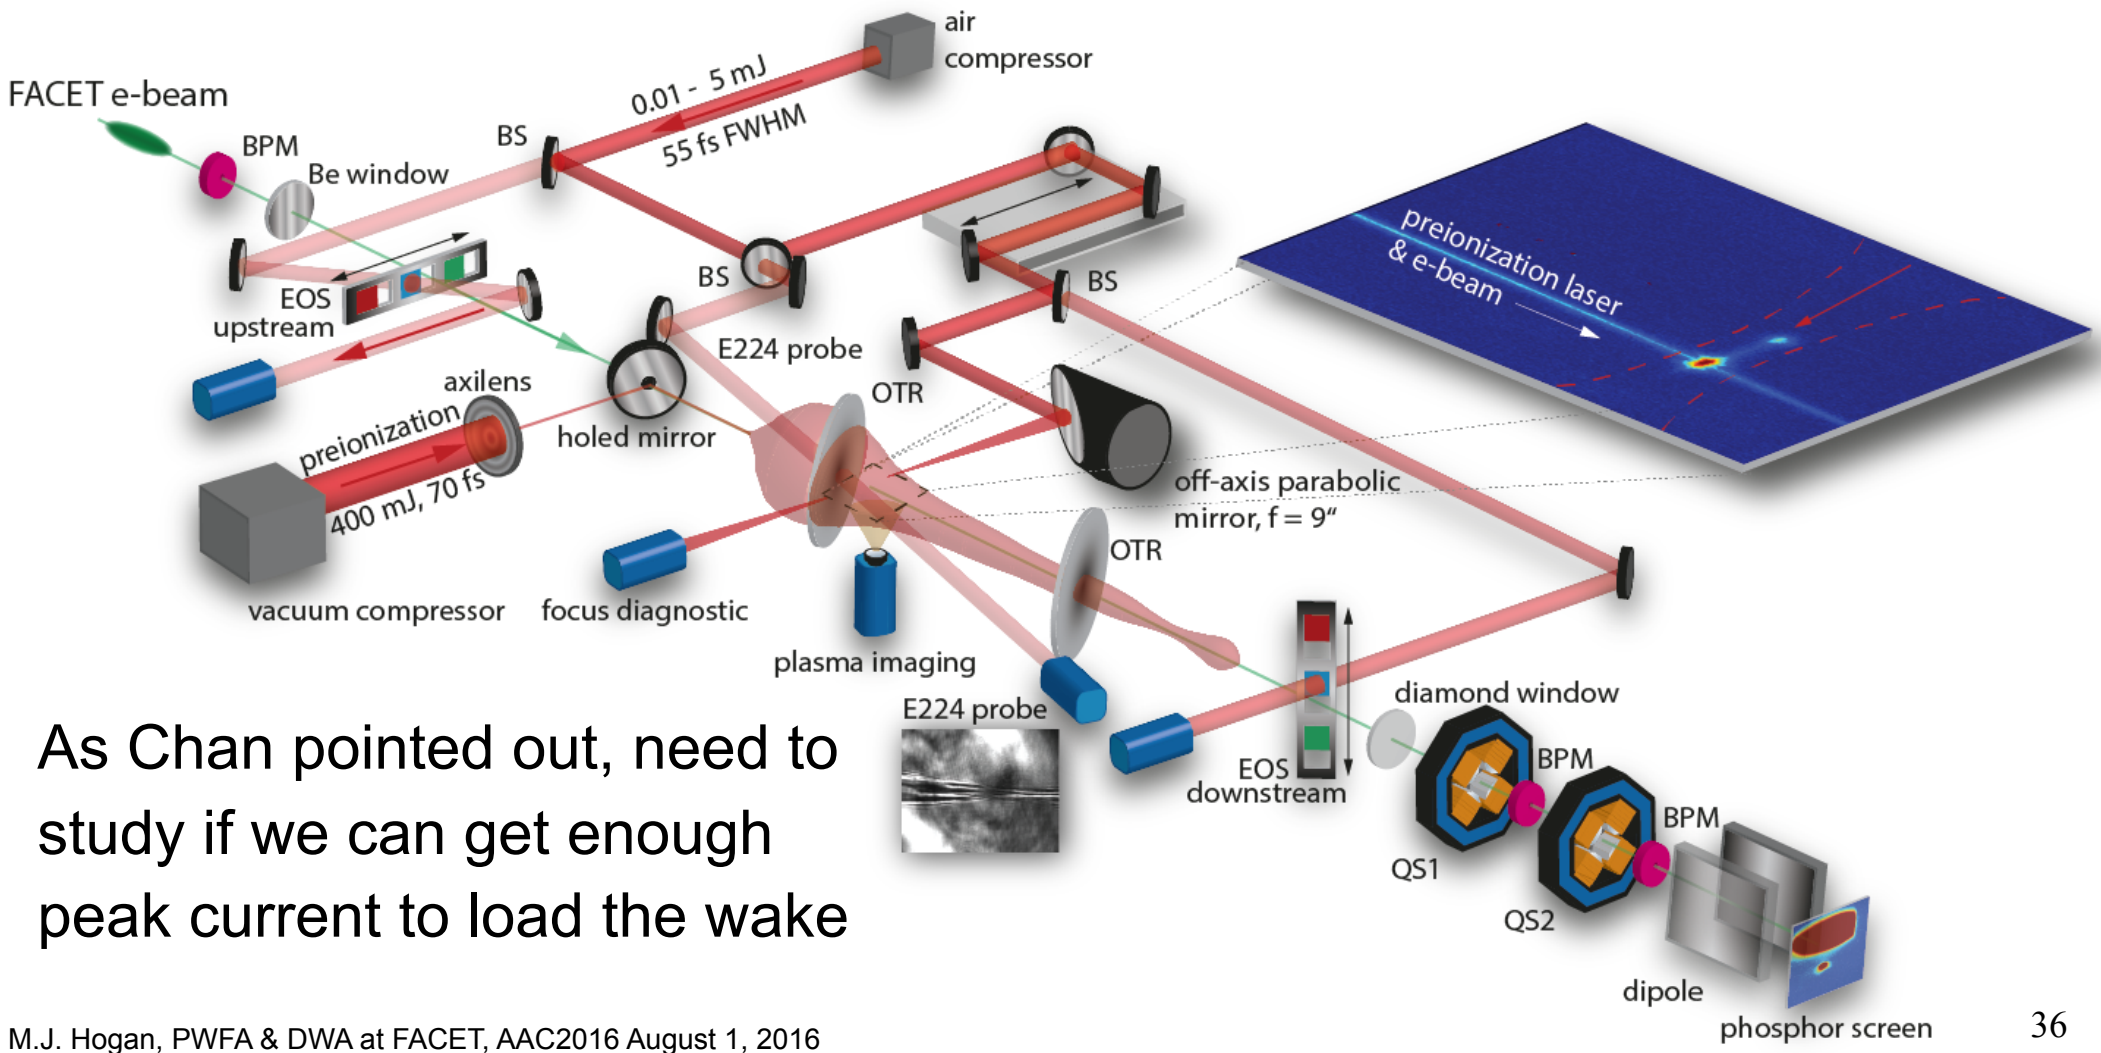 air
compressor
FACET e-beam
0.01 - 5 mJ
55 fs FWHM
BS
BPM
Be window
preionization laser
& e-beam
EOS
upstream
BS
BS
E224 probe
OTR
axilens
preionization
400 mJ, 70 fs
holed mirror
off-axis parabolic
mirror, f = 9“
OTR
vacuum compressor
focus diagnostic
plasma imaging
E224 probe
diamond window
EOS
downstream
BPM
BPM
QS1
QS2
dipole
phosphor screen
As Chan pointed out, need to
study if we can get enough
peak current to load the wake
M.J. Hogan, PWFA & DWA at FACET, AAC2016 August 1, 2016
36